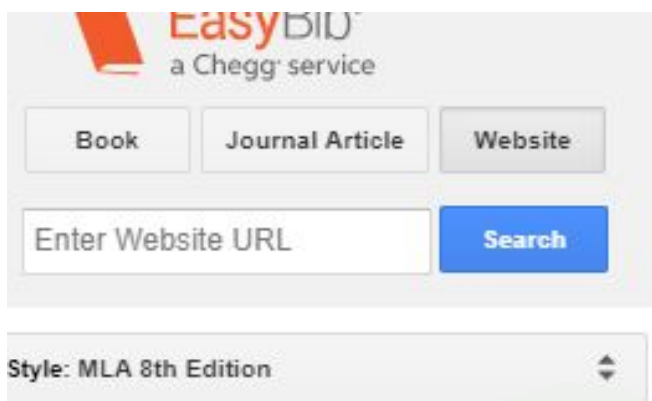 EasyBib
a Chegg service
Book Journal Article Website
Enter Website URL Search
Style: MLA 8th Edition